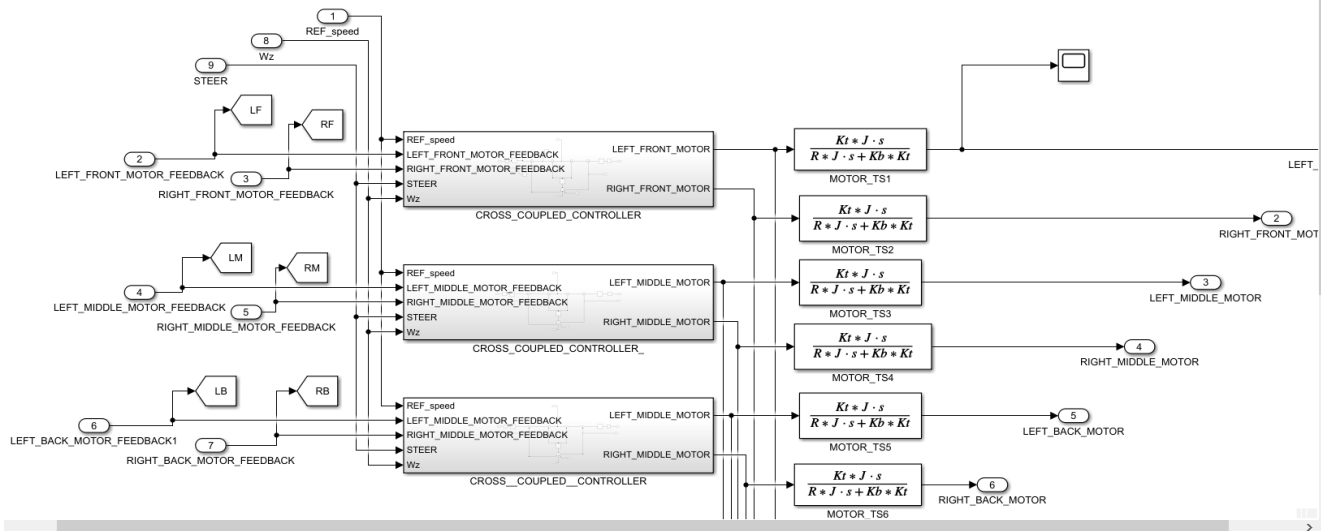 1
REF_speed
8
Wz
9
STEER
LF
RF
2
LEFT_FRONT_MOTOR_FEEDBACK
3
RIGHT_FRONT_MOTOR_FEEDBACK
REF_speed
LEFT_FRONT_MOTOR_FEEDBACK
RIGHT_FRONT_MOTOR_FEEDBACK
STEER
Wz
LEFT_FRONT_MOTOR
RIGHT_FRONT_MOTOR
CROSS_COUPLED_CONTROLLER
Kt * J · s
R * J · s + Kb * Kt
MOTOR_TS1
LEFT_
Kt * J · s
R * J · s + Kb * Kt
MOTOR_TS2
2
RIGHT_FRONT_MOT
LM
RM
4
LEFT_MIDDLE_MOTOR_FEEDBACK
5
RIGHT_MIDDLE_MOTOR_FEEDBACK
REF_speed
LEFT_MIDDLE_MOTOR_FEEDBACK
RIGHT_MIDDLE_MOTOR_FEEDBACK
STEER
Wz
LEFT_MIDDLE_MOTOR
RIGHT_MIDDLE_MOTOR
CROSS_COUPLED_CONTROLLER_
Kt * J · s
R * J · s + Kb * Kt
MOTOR_TS3
3
LEFT_MIDDLE_MOTOR
Kt * J · s
R * J · s + Kb * Kt
MOTOR_TS4
4
RIGHT_MIDDLE_MOTOR
LB
RB
6
LEFT_BACK_MOTOR_FEEDBACK1
7
RIGHT_BACK_MOTOR_FEEDBACK
REF_speed
LEFT_MIDDLE_MOTOR_FEEDBACK
RIGHT_MIDDLE_MOTOR_FEEDBACK
STEER
Wz
LEFT_MIDDLE_MOTOR
RIGHT_MIDDLE_MOTOR
CROSS__COUPLED__CONTROLLER
Kt * J · s
R * J · s + Kb * Kt
MOTOR_TS5
5
LEFT_BACK_MOTOR
Kt * J · s
R * J · s + Kb * Kt
MOTOR_TS6
6
RIGHT_BACK_MOTOR